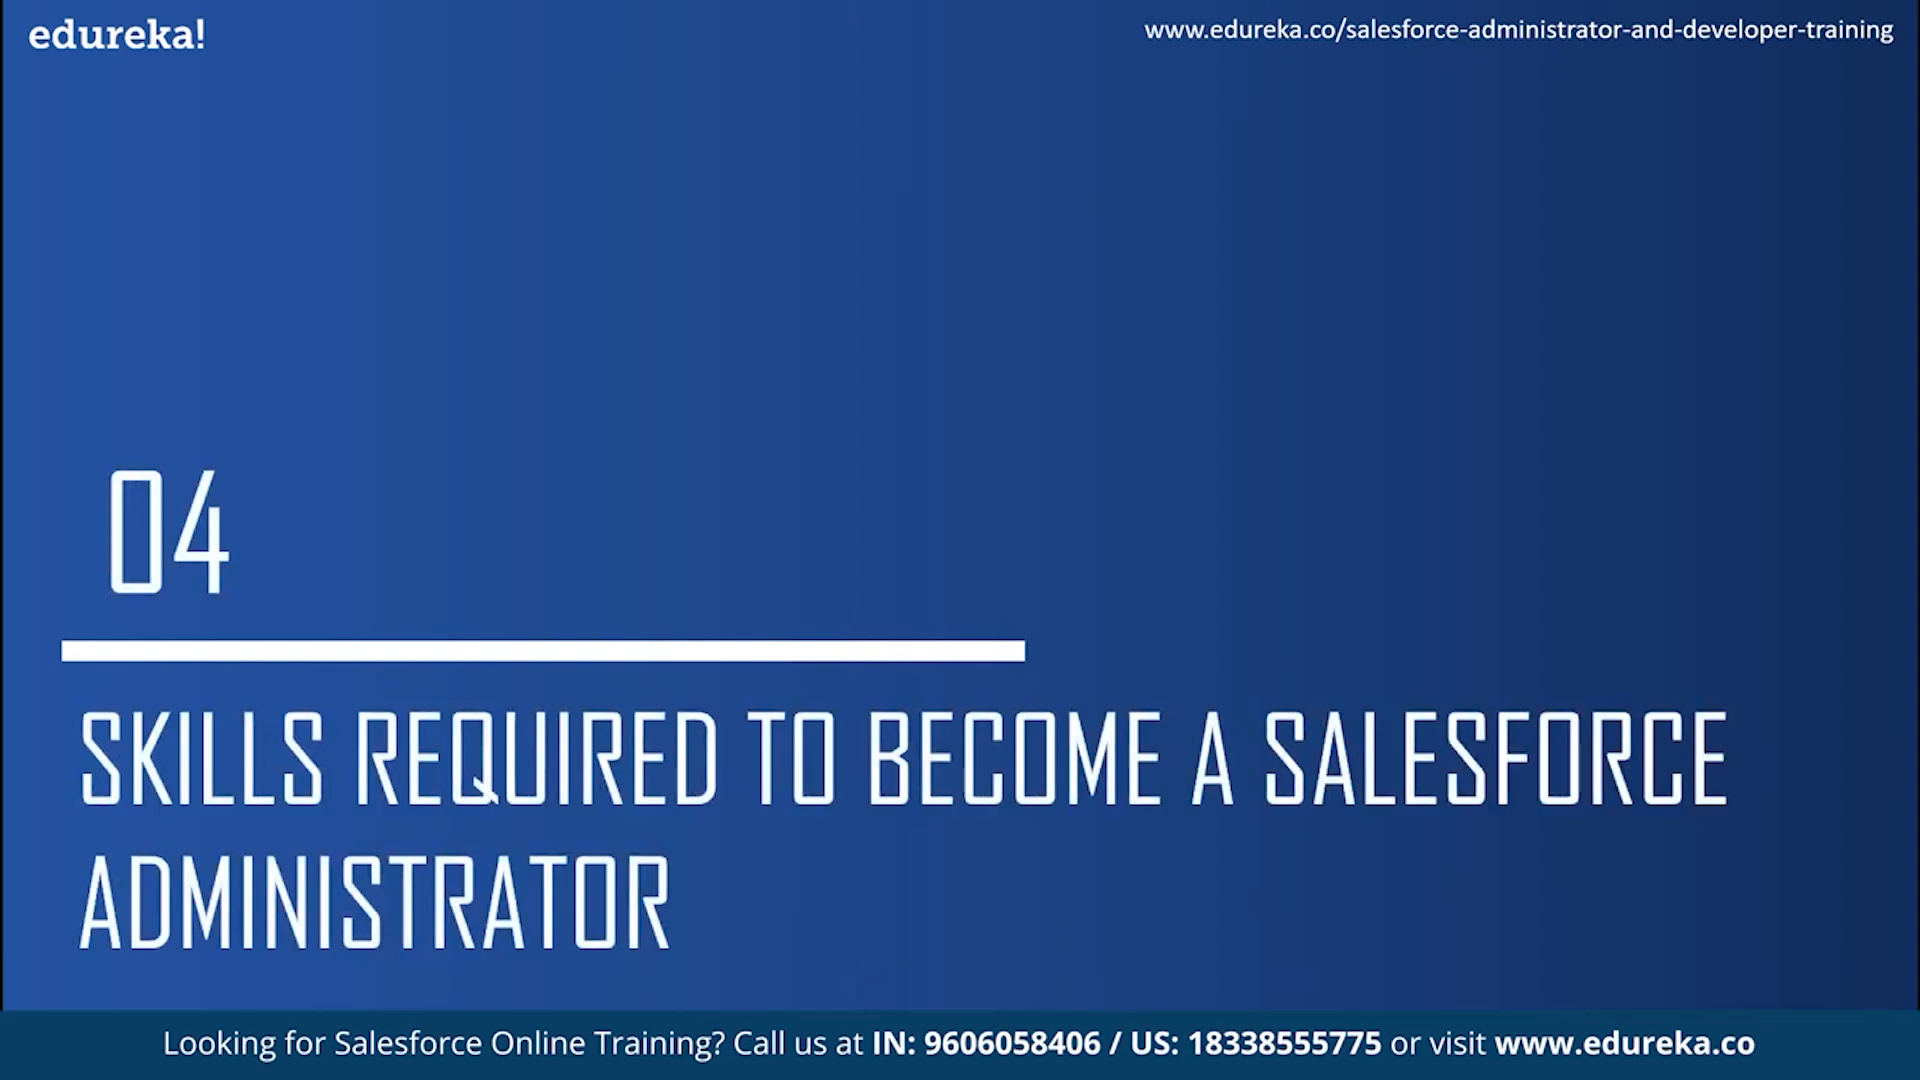 edureka!
www.edureka.co/salesforce-administrator-and-developer-training
04
SKILLS REQUIRED TO BECOME A SALESFORCE
ADMINISTRATOR
Looking for Salesforce Online Training? Call us at IN: 9606058406 / US: 18338555775 or visit www.edureka.co